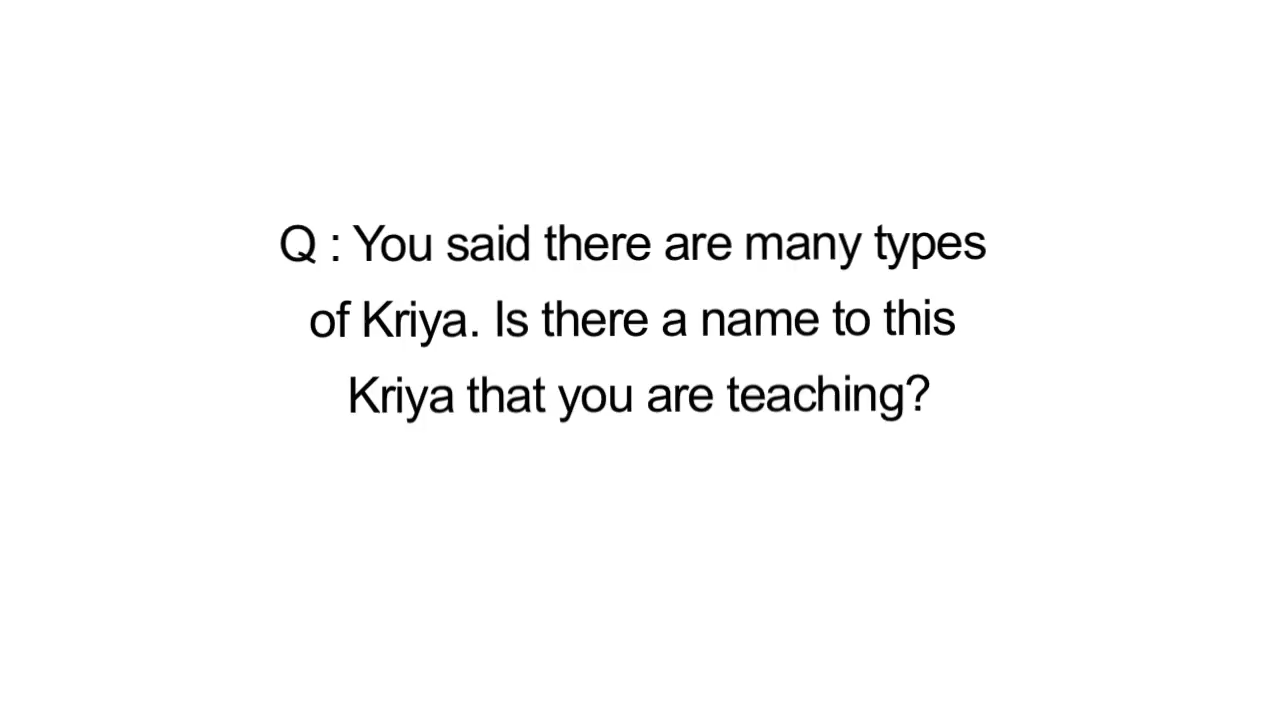 Q : You said there are many types
of Kriya. Is there a name to this
Kriya that you are teaching?